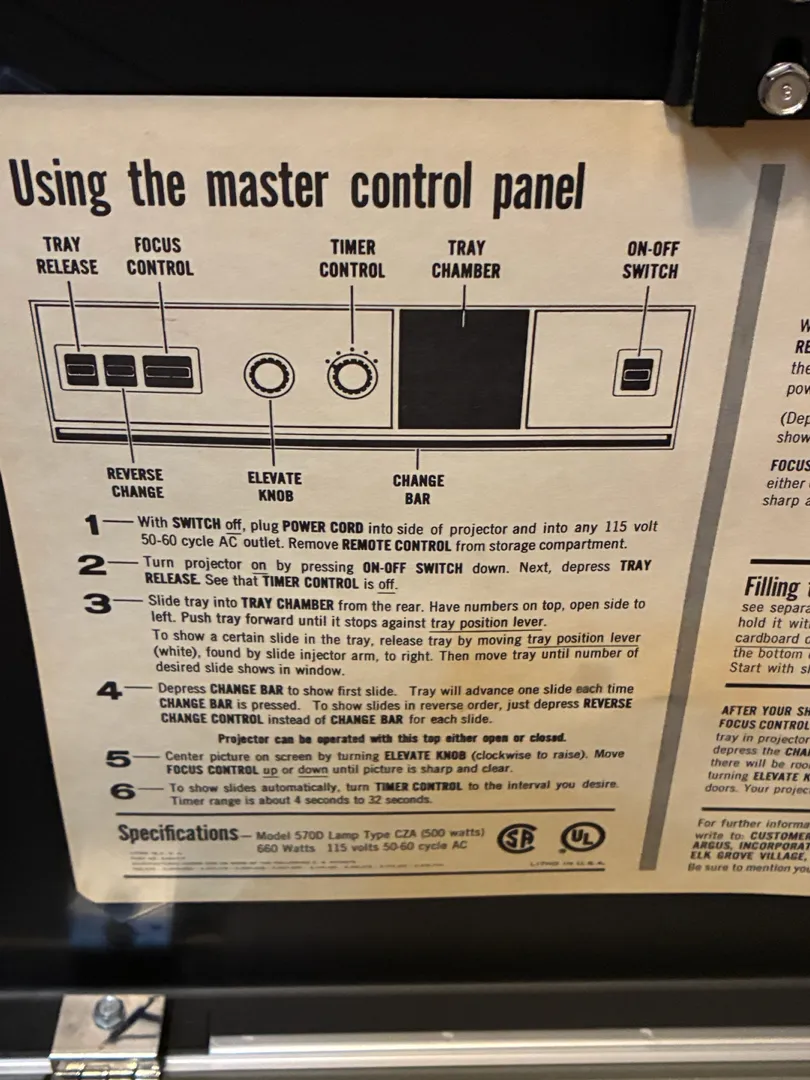 Using the master control panel
TRAY RELEASE
FOCUS CONTROL
TIMER CONTROL
TRAY CHAMBER
ON-OFF SWITCH
REVERSE CHANGE
ELEVATE KNOB
CHANGE BAR
1 — With SWITCH off, plug POWER CORD into side of projector and into any 115 volt
50-60 cycle AC outlet. Remove REMOTE CONTROL from storage compartment.
2 — Turn projector on by pressing ON-OFF SWITCH down. Next, depress TRAY
RELEASE. See that TIMER CONTROL is off.
3 — Slide tray into TRAY CHAMBER from the rear. Have numbers on top, open side to
left. Push tray forward until it stops against tray position lever.
To show a certain slide in the tray, release tray by moving tray position lever
(white), found by slide injector arm, to right. Then move tray until number of
desired slide shows in window.
4 — Depress CHANGE BAR to show first slide. Tray will advance one slide each time
CHANGE BAR is pressed. To show slides in reverse order, just depress REVERSE
CHANGE CONTROL instead of CHANGE BAR for each slide.
Projector can be operated with this top either open or closed.
5 — Center picture on screen by turning ELEVATE KNOB (clockwise to raise). Move
FOCUS CONTROL up or down until picture is sharp and clear.
6 — To show slides automatically, turn TIMER CONTROL to the interval you desire.
Timer range is about 4 seconds to 32 seconds.
Specifications — Model 570D Lamp Type CZA (500 watts)
660 Watts 115 volts 50-60 cycle AC
SA
UL
LITHO IN U.S.A.
W
RE
the
pow
(Dep
show
FOCUS
either
sharp a
Filling t
see separa
hold it wit
cardboard c
the bottom
Start with sl
AFTER YOUR SH
FOCUS CONTROL
tray in projector
depress the CHAN
there will be roo
turning ELEVATE K
doors. Your projec
For further informa
write to: CUSTOMER
ARGUS, INCORPORAT
ELK GROVE VILLAGE,
Be sure to mention you